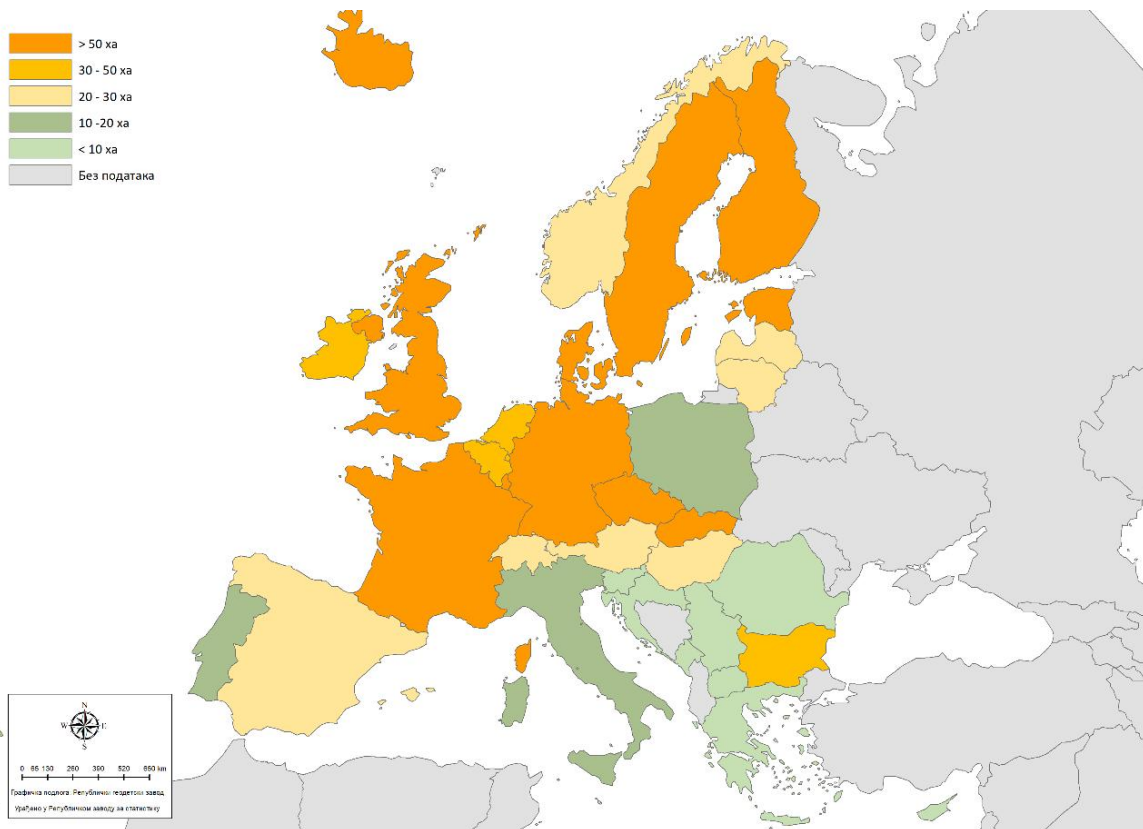 > 50 ха
30 - 50 ха
20 - 30 ха
10 -20 ха
< 10 ха
Без података
N
W E
S
0 65 130 260 390 520 650 km
Графичка подлога: Републички геодетски завод
Урађено у Републичком заводу за статистику